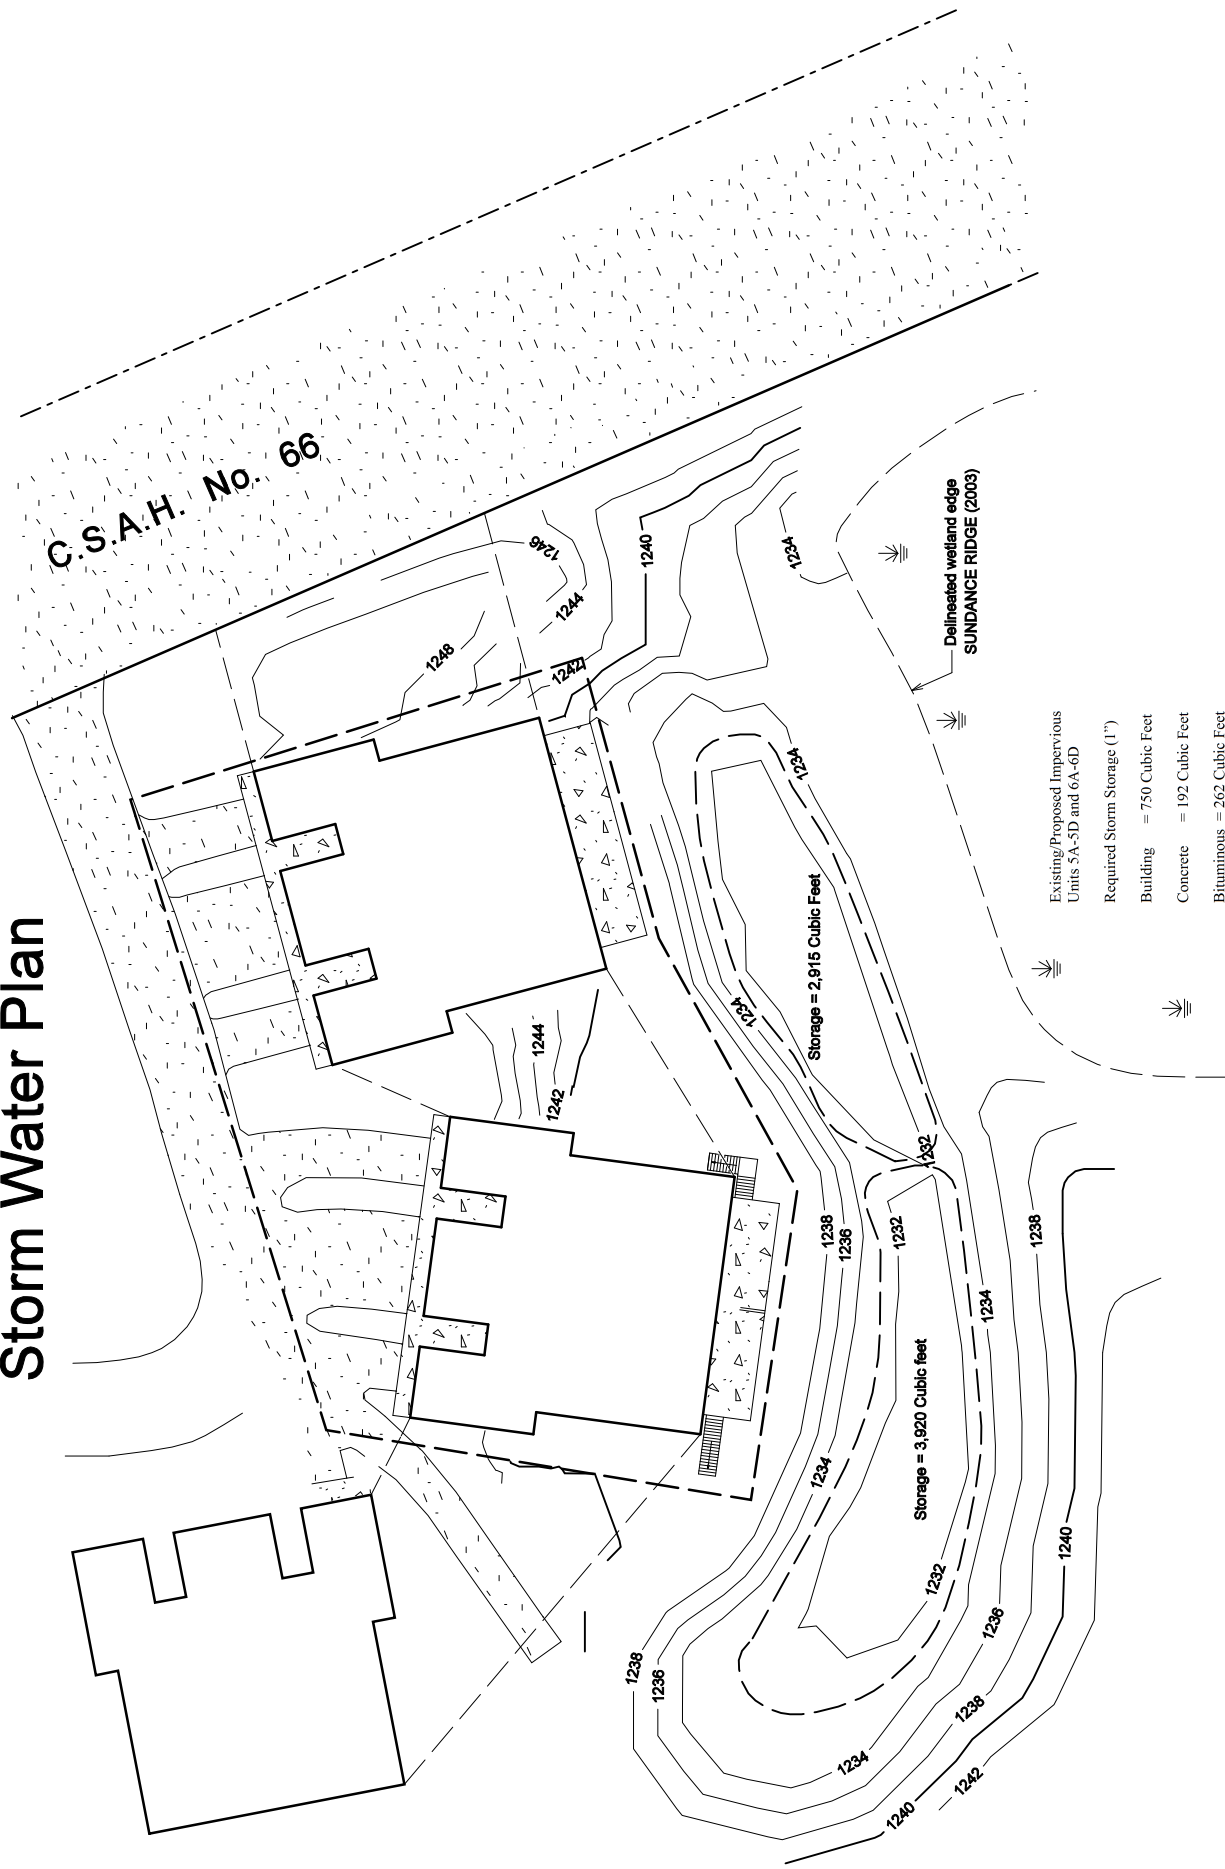 Storm Water Plan
C.S.A.H. No. 66
1246
1244
1248
1242
1240
1234
Delineated wetland edge
SUNDANCE RIDGE (2003)
1234
Storage = 2,915 Cubic Feet
1234
1244
1242
1232
1238
1236
1232
1238
1234
Storage = 3,920 Cubic feet
1234
1232
1240
1236
1238
1236
1238
1234
1242
1240
Existing/Proposed Impervious
Units 5A-5D and 6A-6D
Required Storm Storage (1")
Building = 750 Cubic Feet
Concrete = 192 Cubic Feet
Bituminous = 262 Cubic Feet